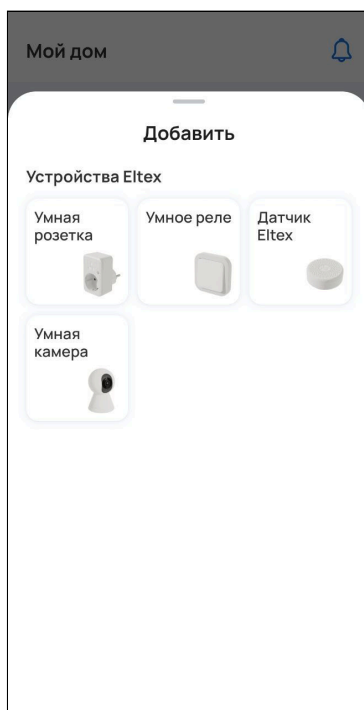 Мой дом
Добавить
Устройства Eltex
Умная
розетка
Умное реле
Датчик
Eltex
Умная
камера